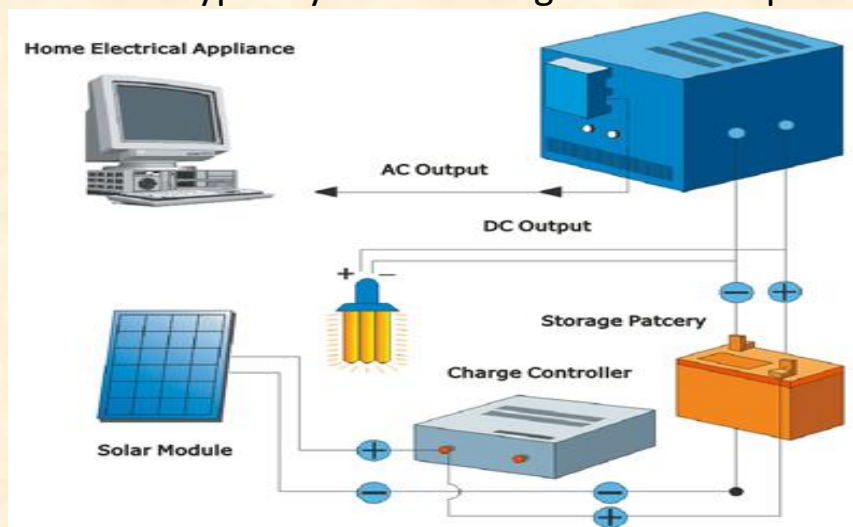 Home Electrical Appliance
AC Output
DC Output
+ −
− +
Storage Patcery
Charge Controller
Solar Module
+
− −
+